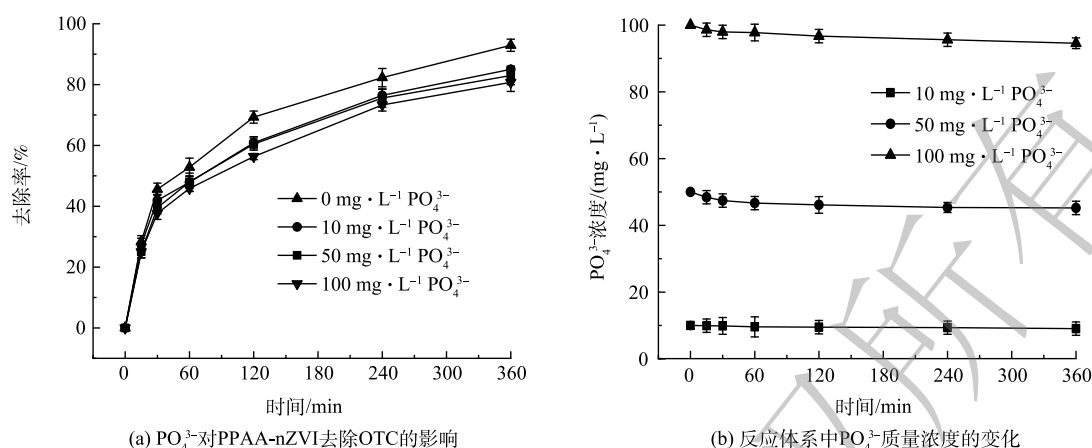 100
80
60
40
20
0
去除率/%
0 mg·L⁻¹ PO₄³⁻
10 mg·L⁻¹ PO₄³⁻
50 mg·L⁻¹ PO₄³⁻
100 mg·L⁻¹ PO₄³⁻
0 60 120 180 240 300 360
时间/min
(a) PO₄³⁻对PPAA-nZVI去除OTC的影响
100
80
60
40
20
0
PO₄³⁻浓度/(mg·L⁻¹)
10 mg·L⁻¹ PO₄³⁻
50 mg·L⁻¹ PO₄³⁻
100 mg·L⁻¹ PO₄³⁻
0 60 120 180 240 300 360
时间/min
(b) 反应体系中PO₄³⁻质量浓度的变化
所有